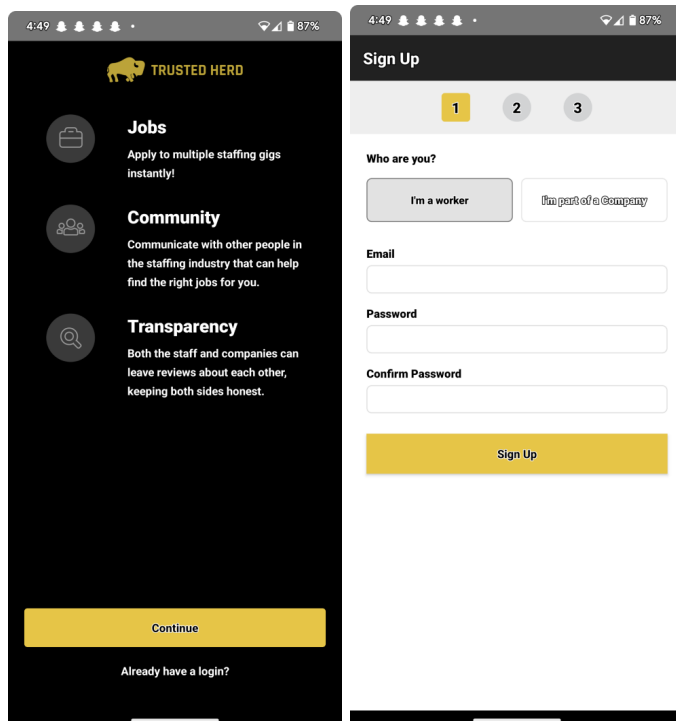 4:49
87%
TRUSTED HERD
Jobs
Apply to multiple staffing gigs
instantly!
Community
Communicate with other people in
the staffing industry that can help
find the right jobs for you.
Transparency
Both the staff and companies can
leave reviews about each other,
keeping both sides honest.
Continue
Already have a login?
4:49
87%
Sign Up
1 2 3
Who are you?
I'm a worker
I'm part of a Company
Email
Password
Confirm Password
Sign Up